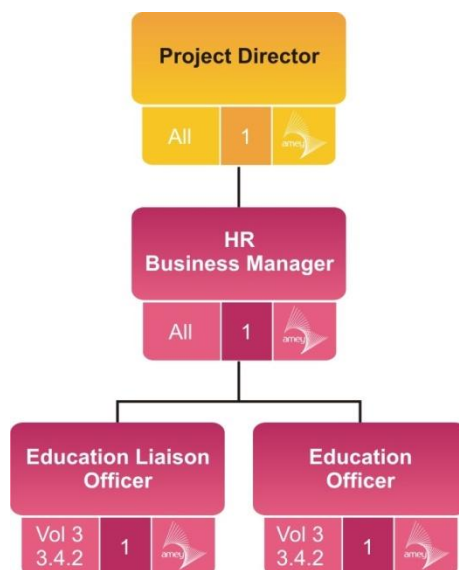 Project Director
All 1 amey
HR
Business Manager
All 1 amey
Education Liaison
Officer
Vol 3
3.4.2 1 amey
Education
Officer
Vol 3
3.4.2 1 amey